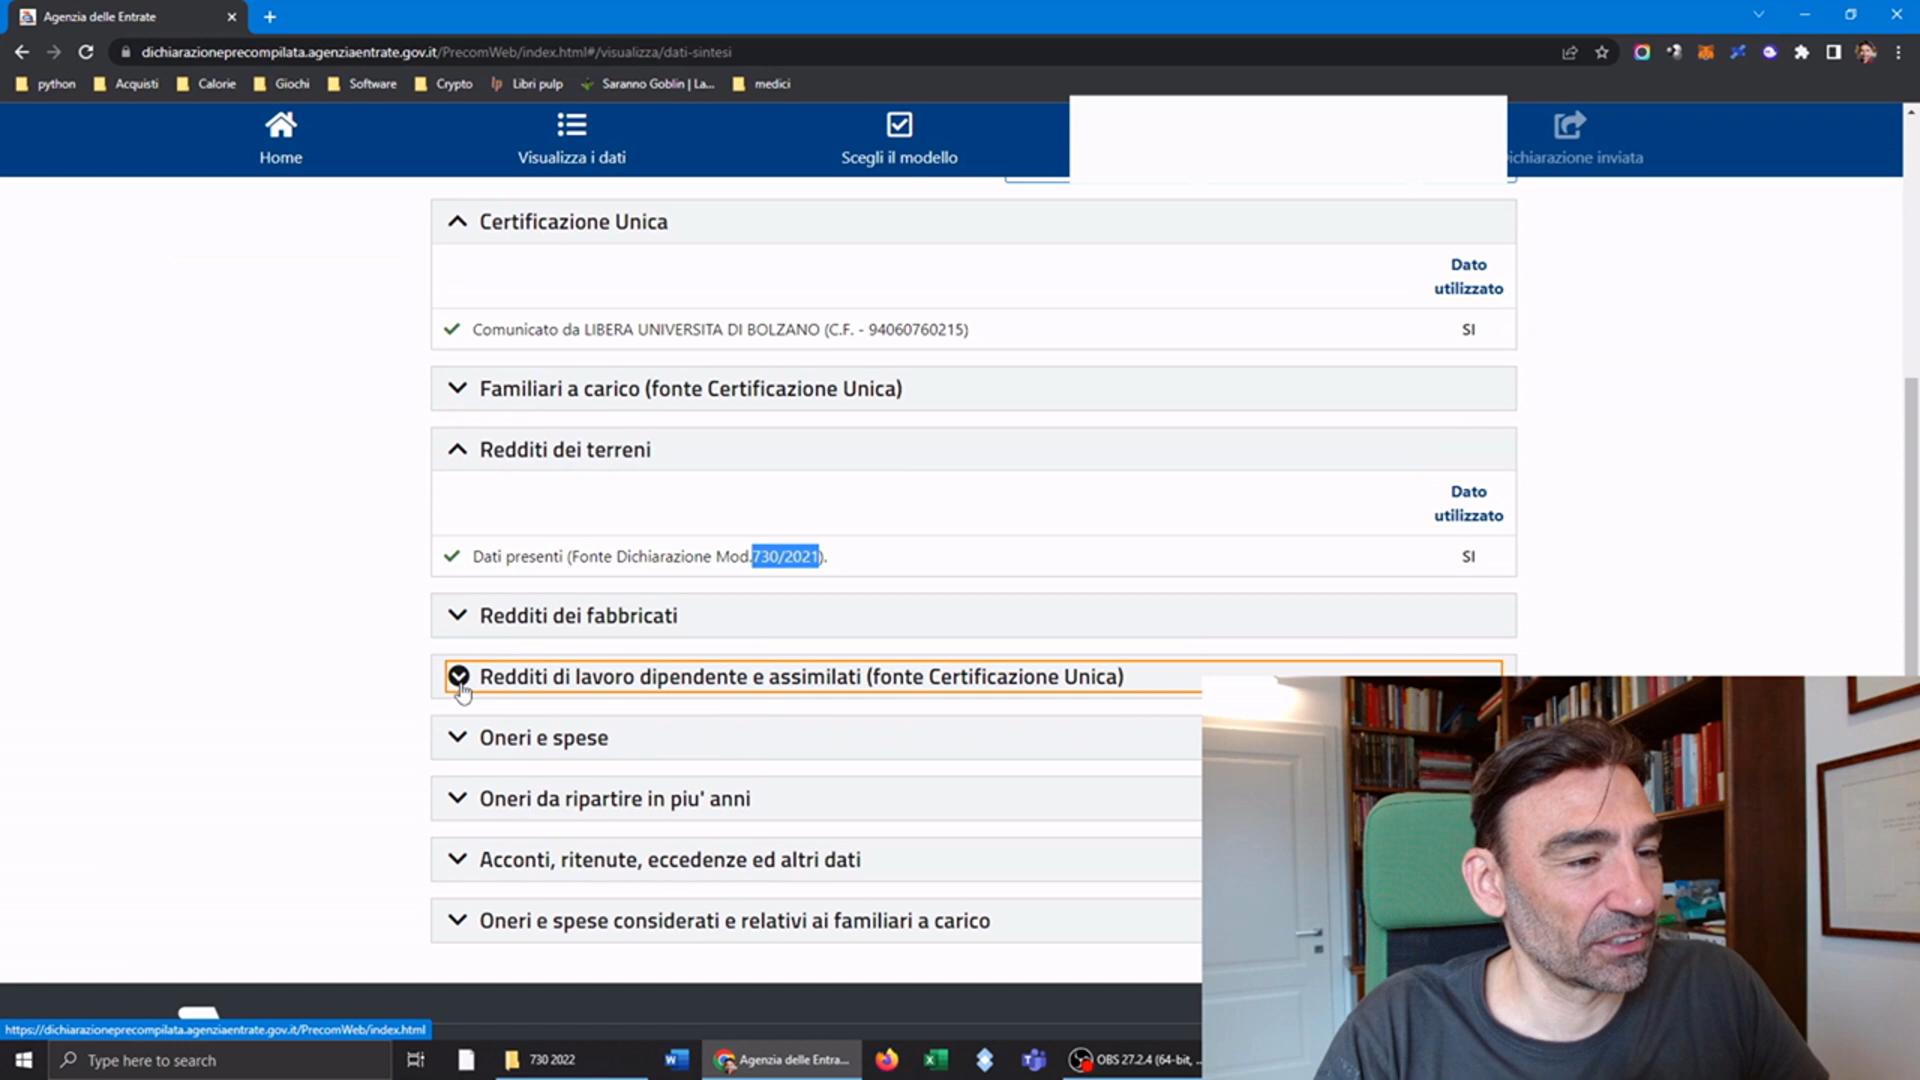 Agenzia delle Entrate
dichiarazioneprecompilata.agenziaentrate.gov.it/PrecomWeb/index.html#/visualizza/dati-sintesi
python
Acquisti
Calorie
Giochi
Software
Crypto
lp Libri pulp
Saranno Goblin | La...
medici
Home
Visualizza i dati
Scegli il modello
ichiarazione inviata
Certificazione Unica
Dato
utilizzato
Comunicato da LIBERA UNIVERSITA DI BOLZANO (C.F. - 94060760215)
SI
Familiari a carico (fonte Certificazione Unica)
Redditi dei terreni
Dato
utilizzato
Dati presenti (Fonte Dichiarazione Mod.730/2021).
SI
Redditi dei fabbricati
Redditi di lavoro dipendente e assimilati (fonte Certificazione Unica)
Oneri e spese
Oneri da ripartire in piu' anni
Acconti, ritenute, eccedenze ed altri dati
Oneri e spese considerati e relativi ai familiari a carico
https://dichiarazioneprecompilata.agenziaentrate.gov.it/PrecomWeb/index.html
Type here to search
730 2022
Agenzia delle Entra...
OBS 27.2.4 (64-bit, ...